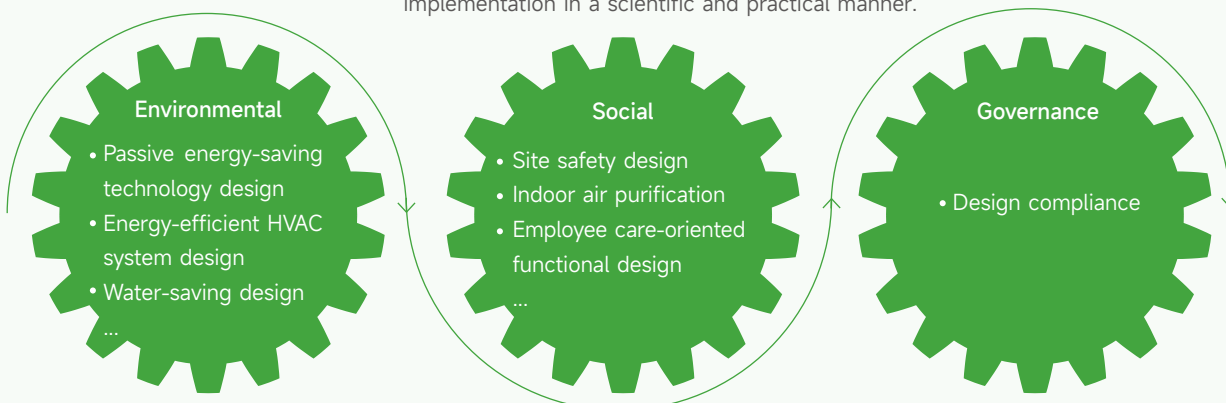 implementation in a scientific and practical manner.
Environmental
• Passive energy-saving
technology design
• Energy-efficient HVAC
system design
• Water-saving design
...
Social
• Site safety design
• Indoor air purification
• Employee care-oriented
functional design
...
Governance
• Design compliance